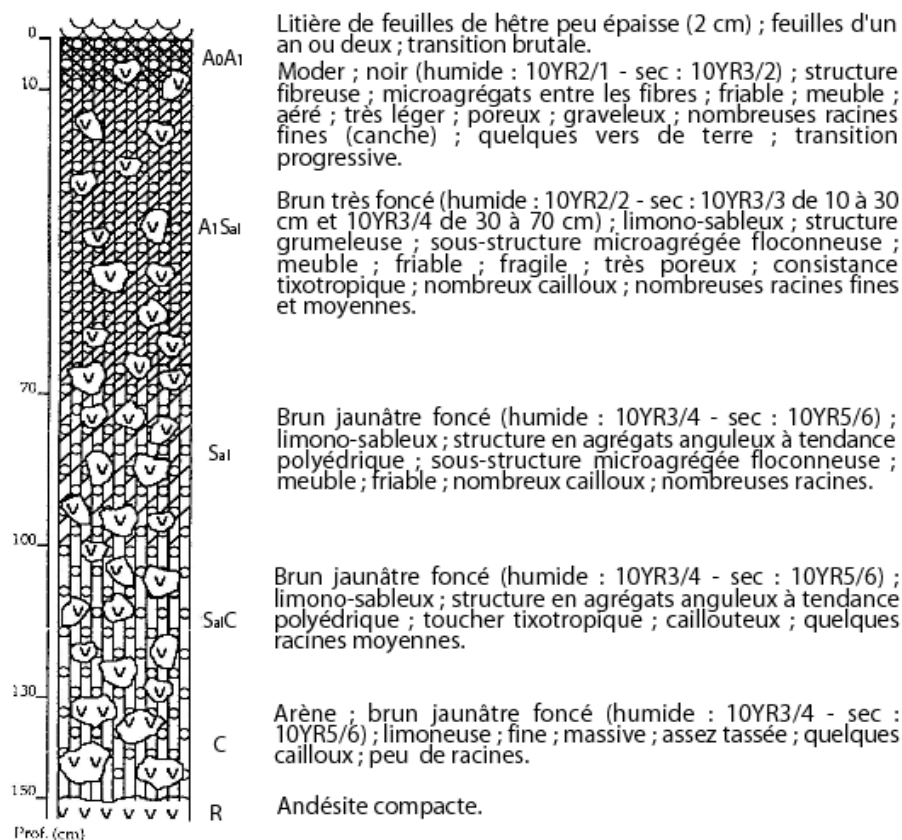 Litière de feuilles de hêtre peu épaisse (2 cm) ; feuilles d'un
an ou deux ; transition brutale.
0
A0A1
Moder ; noir (humide : 10YR2/1 - sec : 10YR3/2) ; structure
fibreuse ; microagrégats entre les fibres ; friable ; meuble ;
10
aéré ; très léger ; poreux ; graveleux ; nombreuses racines
fines (canche) ; quelques vers de terre ; transition
progressive.
Brun très foncé (humide : 10YR2/2 - sec : 10YR3/3 de 10 à 30
cm et 10YR3/4 de 30 à 70 cm) ; limono-sableux ; structure
A1Sal
grumeleuse ; sous-structure microagrégée floconneuse ;
meuble ; friable ; fragile ; très poreux ; consistance
tixotropique ; nombreux cailloux ; nombreuses racines fines
et moyennes.
70
Brun jaunâtre foncé (humide : 10YR3/4 - sec : 10YR5/6) ;
limono-sableux ; structure en agrégats anguleux à tendance
Sal
polyédrique ; sous-structure microagrégée floconneuse ;
meuble ; friable ; nombreux cailloux ; nombreuses racines.
100
Brun jaunâtre foncé (humide : 10YR3/4 - sec : 10YR5/6) ;
limono-sableux ; structure en agrégats anguleux à tendance
SalC
polyédrique ; toucher tixotropique ; caillouteux ; quelques
racines moyennes.
130
Arène ; brun jaunâtre foncé (humide : 10YR3/4 - sec :
10YR5/6) ; limoneuse ; fine ; massive ; assez tassée ; quelques
C
cailloux ; peu de racines.
150
R
Andésite compacte.
Prof. (cm)